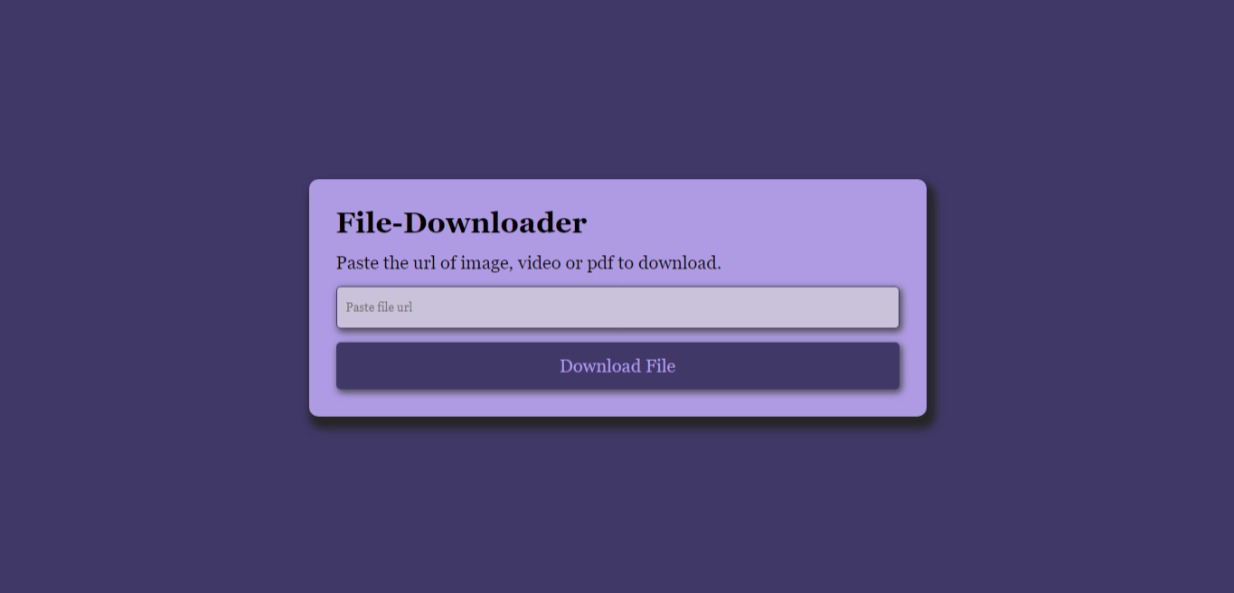 File-Downloader
Paste the url of image, video or pdf to download.
Paste file url
Download File